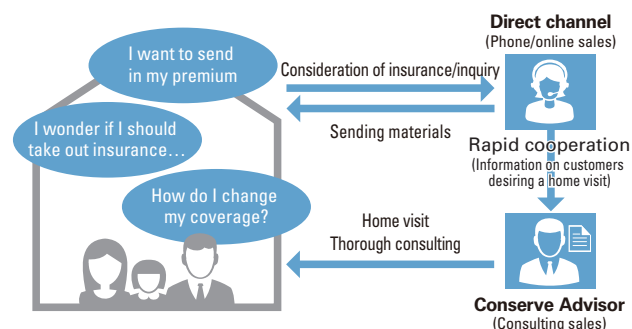 I want to send
in my premium
I wonder if I should
take out insurance…
How do I change
my coverage?
Consideration of insurance/inquiry
Sending materials
Direct channel
(Phone/online sales)
Rapid cooperation
(Information on customers
desiring a home visit)
Home visit
Thorough consulting
Conserve Advisor
(Consulting sales)